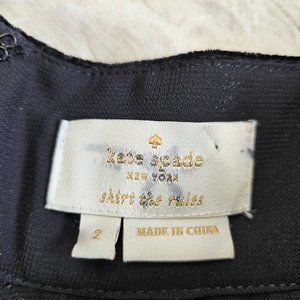 kate spade
NEW YORK
skirt the rules
2
MADE IN CHINA